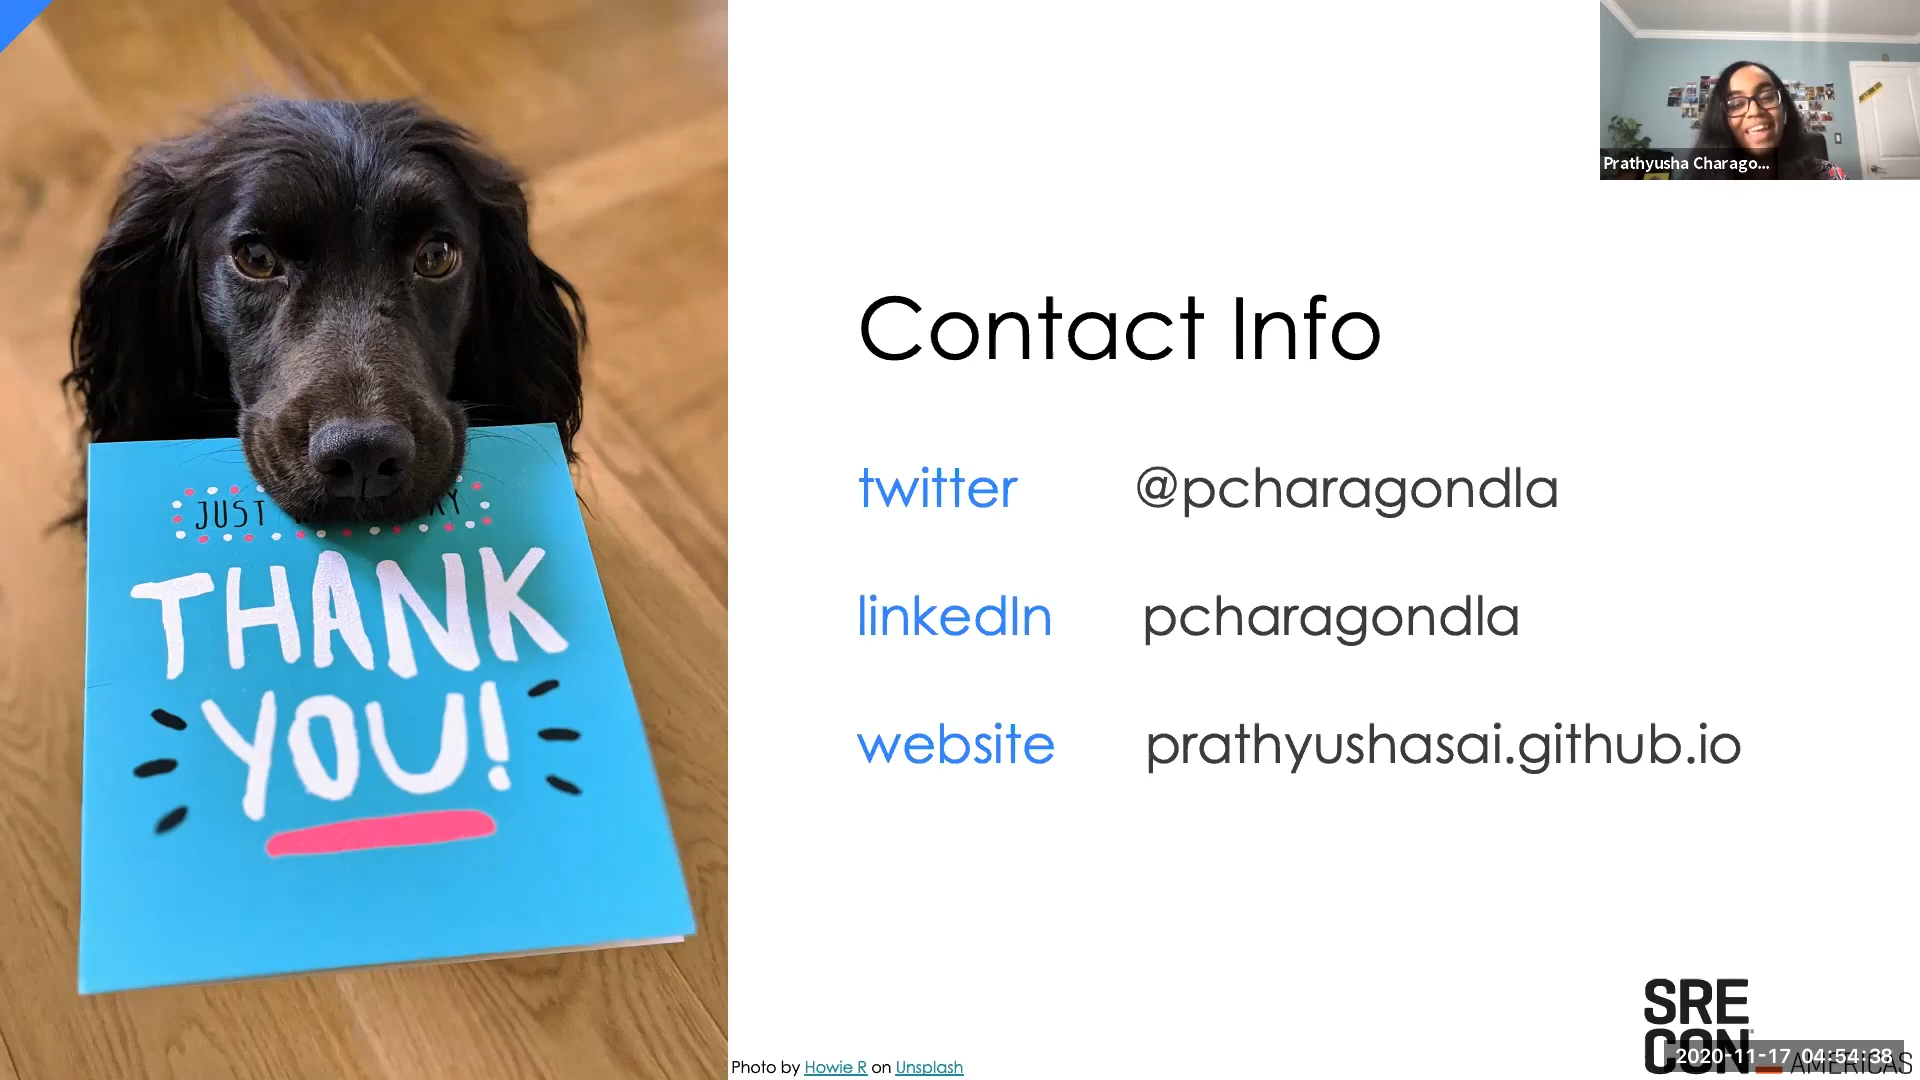 Prathyusha Charago...
JUST
THANK
YOU!
Contact Info
twitter @pcharagondla
linkedIn pcharagondla
website prathyushasai.github.io
Photo by Howie R on Unsplash
SRE
CON
2020-11-17 04:54:38
AMERICAS